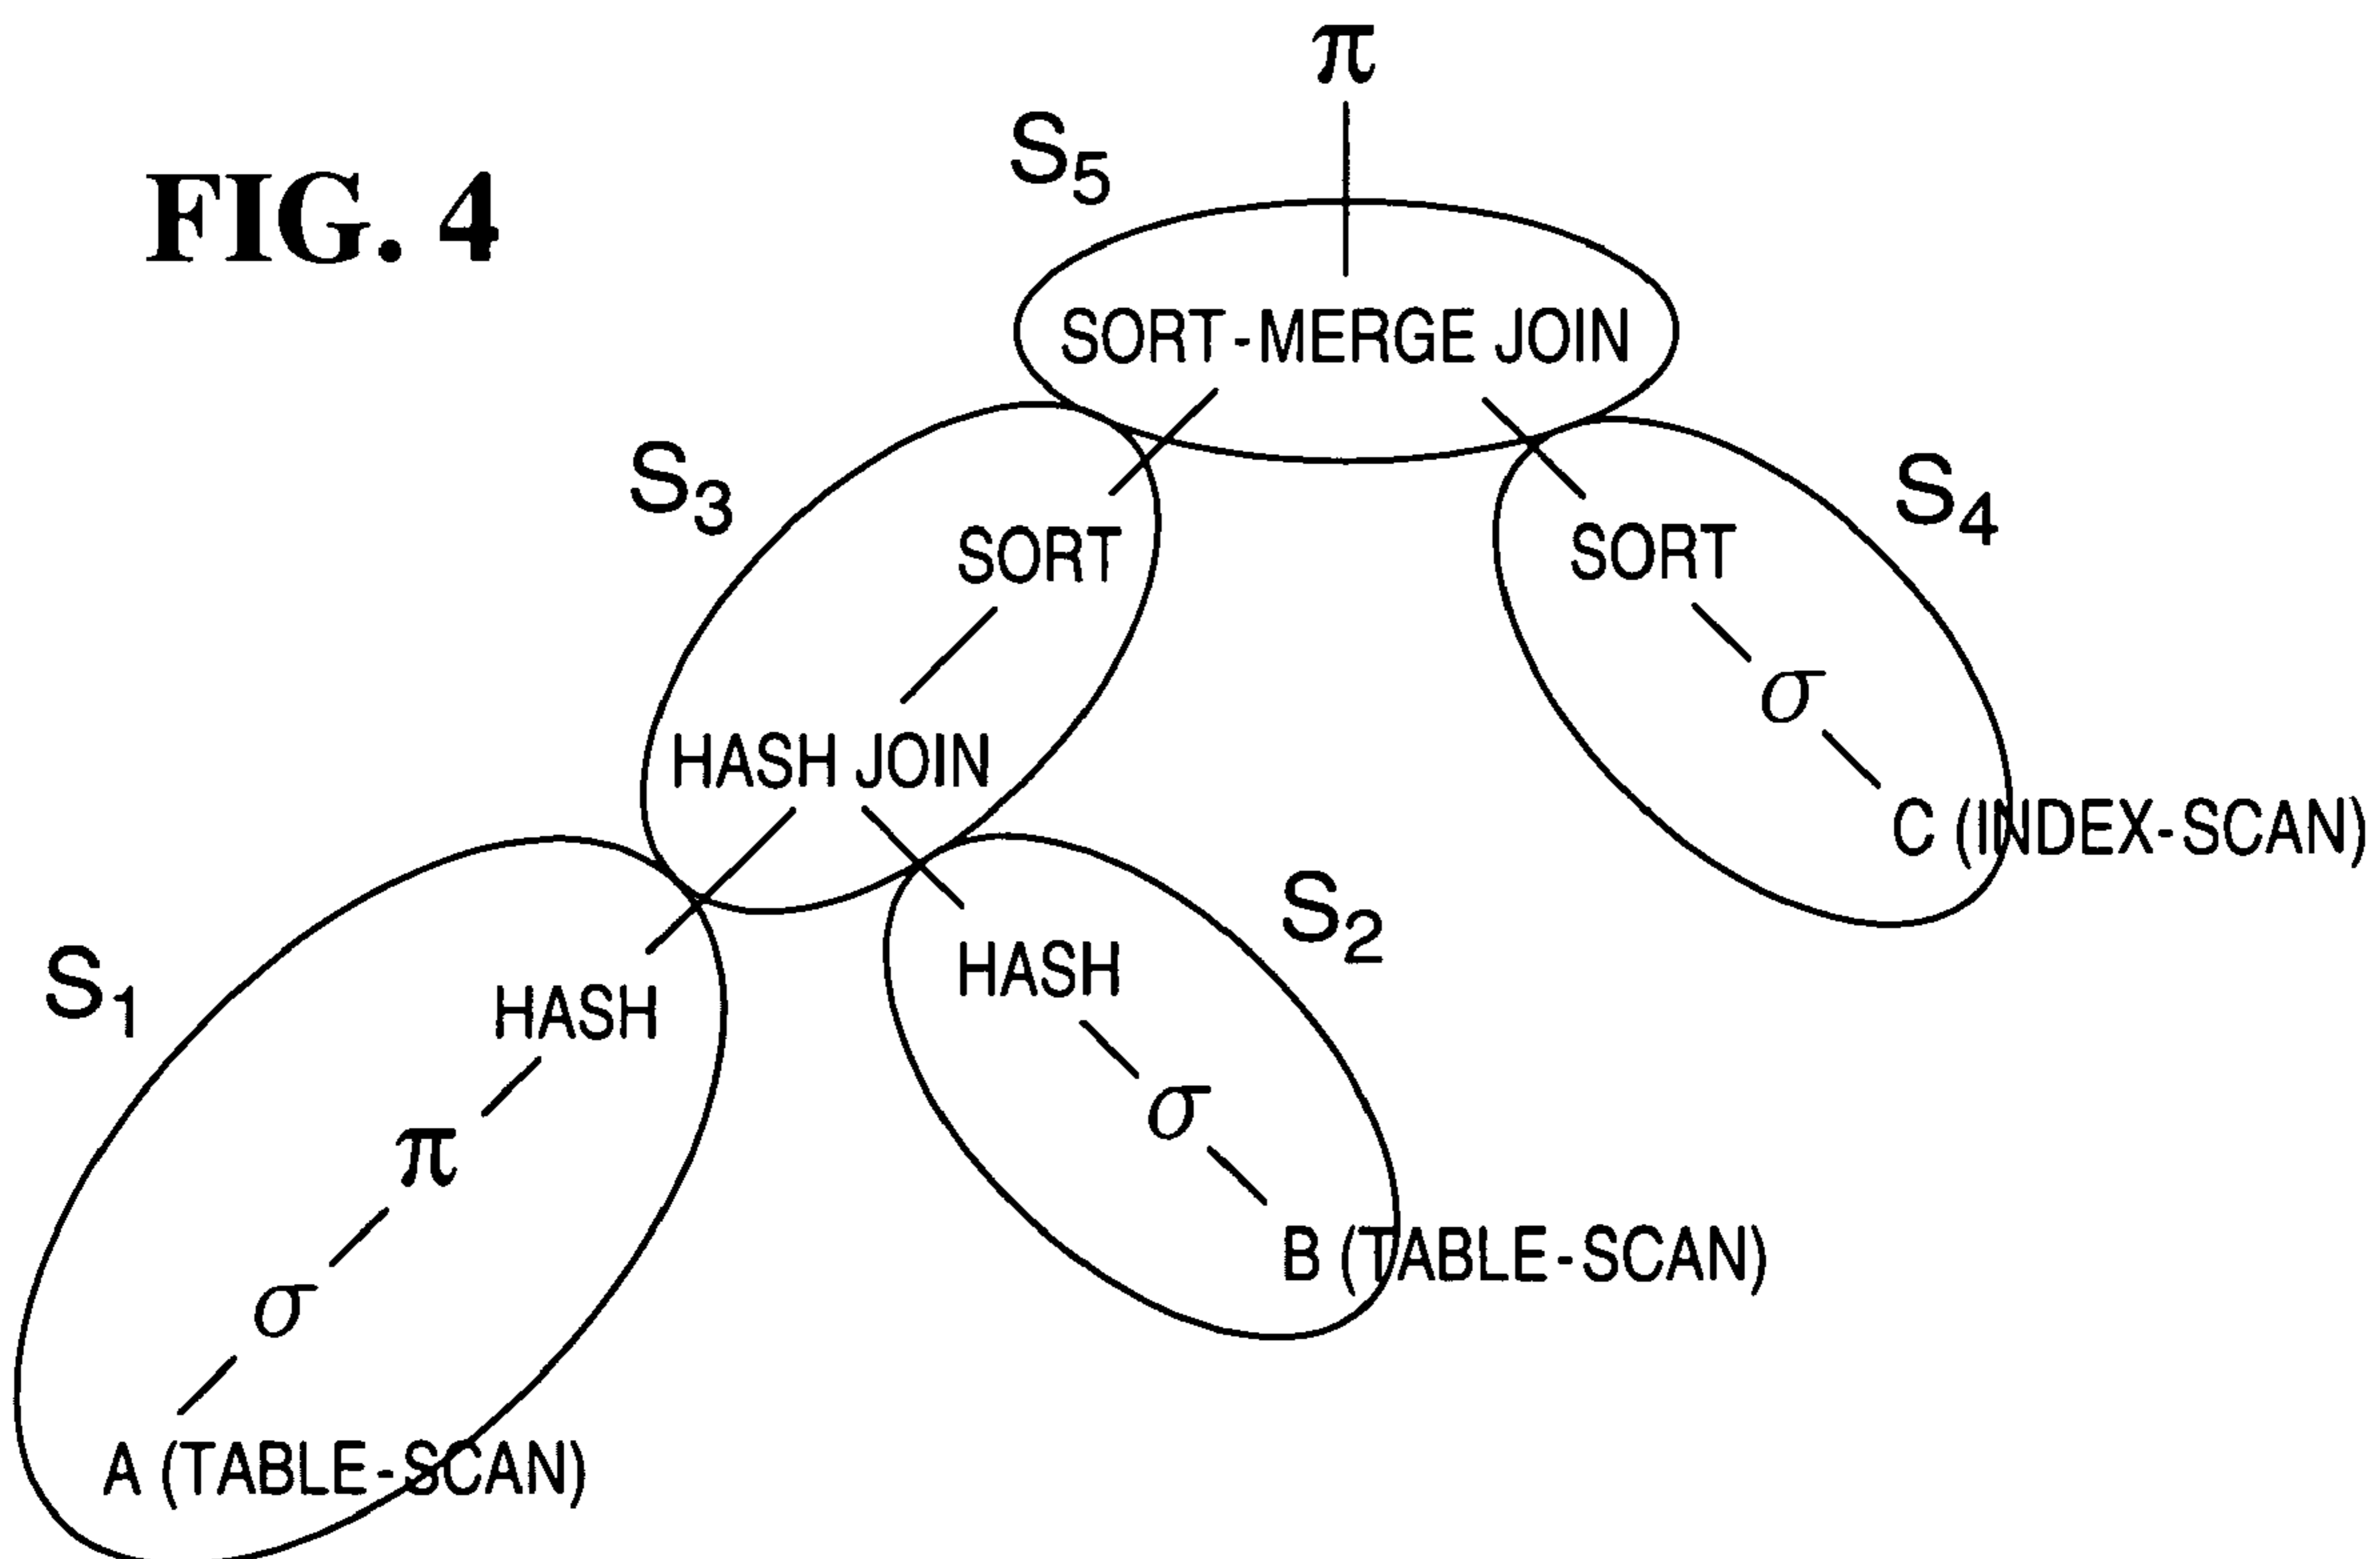 π
S5
FIG. 4
SORT-MERGE JOIN
S3
S4
SORT
SORT
σ
HASH JOIN
C (INDEX-SCAN)
S2
S1
HASH
HASH
σ
π
B (TABLE-SCAN)
σ
A (TABLE-SCAN)